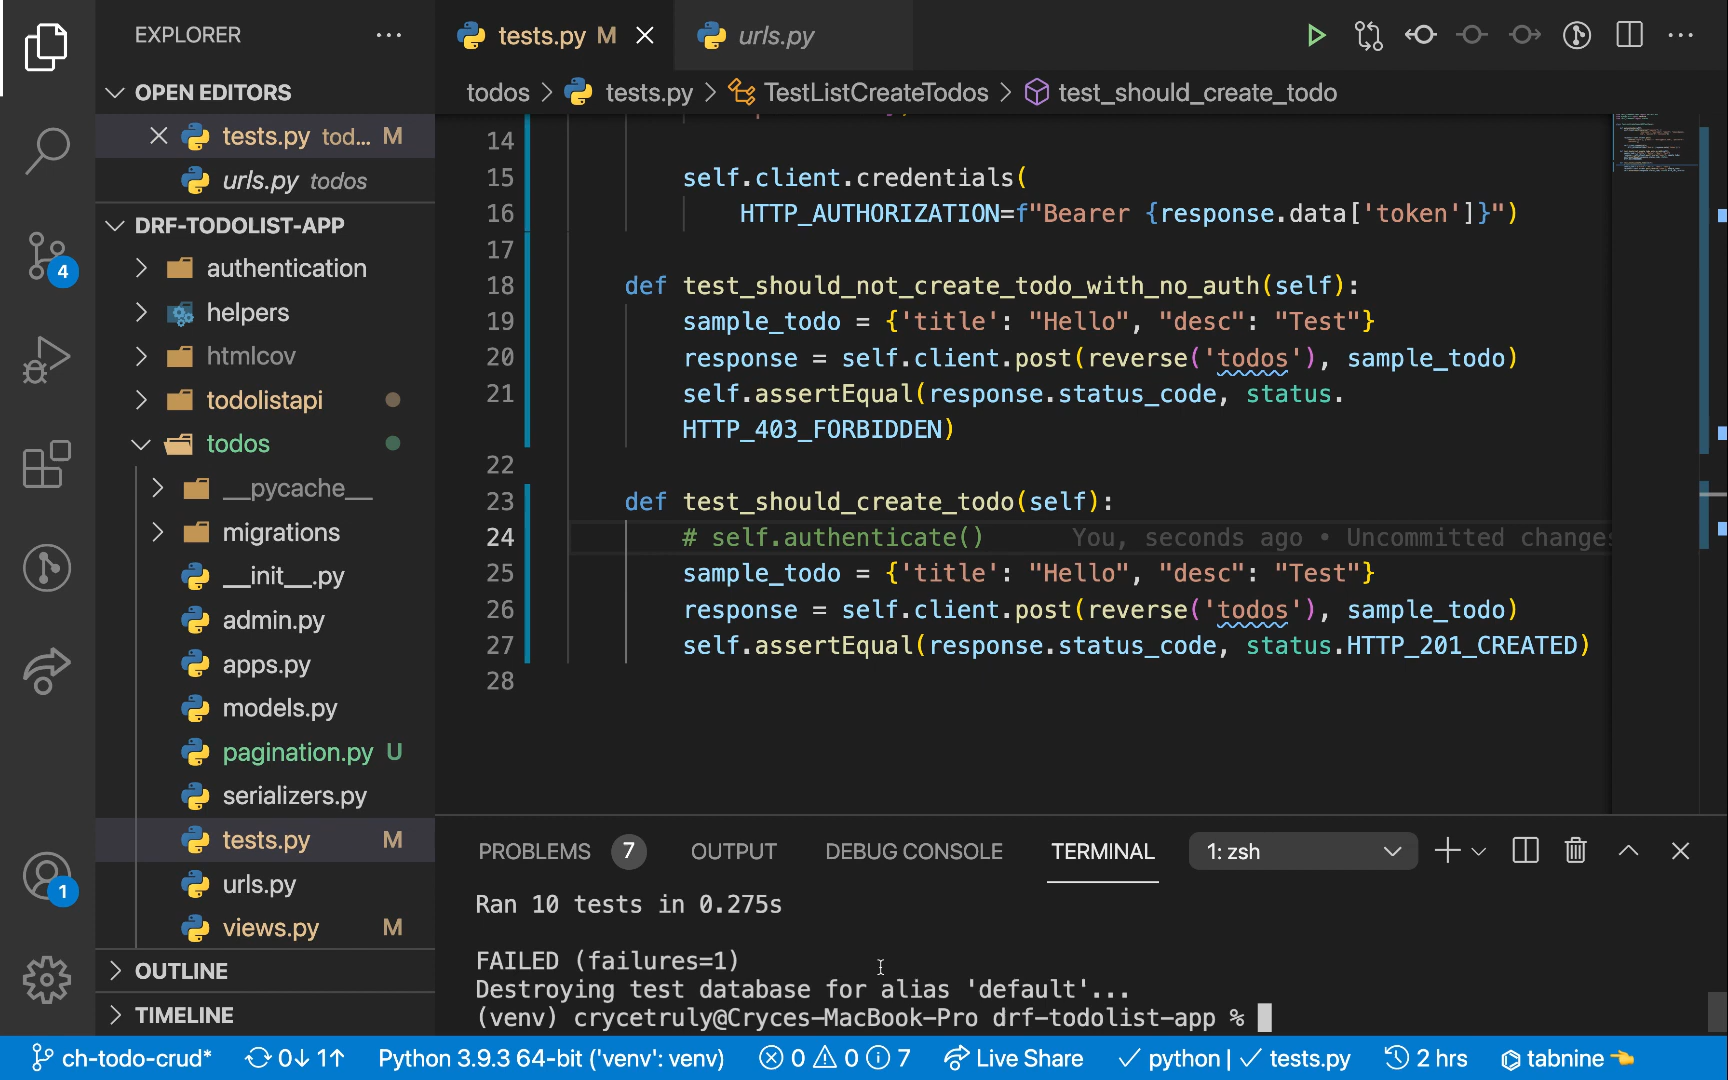 EXPLORER
OPEN EDITORS
tests.py tod... M
urls.py todos
DRF-TODOLIST-APP
authentication
helpers
htmlcov
todolistapi
todos
__pycache__
migrations
__init__.py
admin.py
apps.py
models.py
pagination.py U
serializers.py
tests.py M
urls.py
views.py M
OUTLINE
TIMELINE
4
1
tests.py M
urls.py
todos > tests.py > TestListCreateTodos > test_should_create_todo
14
15 self.client.credentials(
16 HTTP_AUTHORIZATION=f"Bearer {response.data['token']}")
17
18 def test_should_not_create_todo_with_no_auth(self):
19 sample_todo = {'title': "Hello", "desc": "Test"}
20 response = self.client.post(reverse('todos'), sample_todo)
21 self.assertEqual(response.status_code, status.
HTTP_403_FORBIDDEN)
22
23 def test_should_create_todo(self):
24 # self.authenticate() You, seconds ago • Uncommitted changes
25 sample_todo = {'title': "Hello", "desc": "Test"}
26 response = self.client.post(reverse('todos'), sample_todo)
27 self.assertEqual(response.status_code, status.HTTP_201_CREATED)
28
PROBLEMS 7 OUTPUT DEBUG CONSOLE TERMINAL 1: zsh
Ran 10 tests in 0.275s
FAILED (failures=1)
Destroying test database for alias 'default'...
(venv) crycetruly@Cryces-MacBook-Pro drf-todolist-app %
ch-todo-crud* 0↓ 1↑ Python 3.9.3 64-bit ('venv': venv) 0 0 7 Live Share ✓ python | ✓ tests.py 2 hrs tabnine 👈